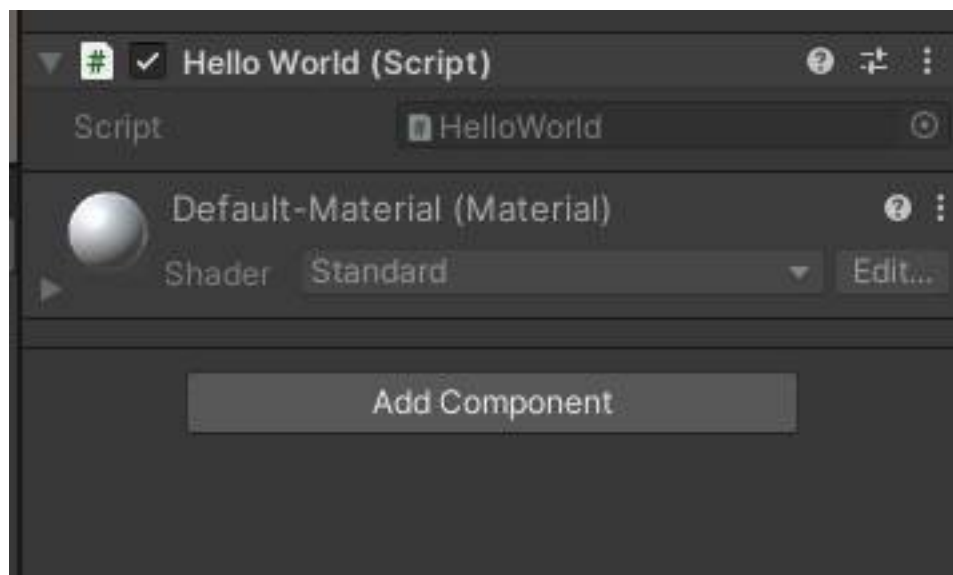 # Hello World (Script)
Script # HelloWorld
Default-Material (Material)
Shader Standard Edit...
Add Component